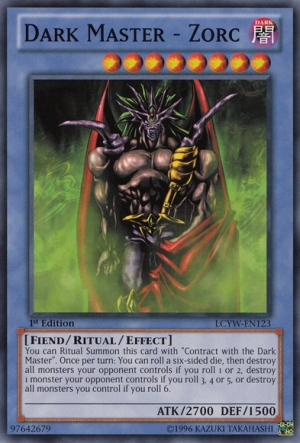 DARK MASTER - ZORC
DARK
闇
1st Edition
LCYW-EN123
[FIEND/RITUAL/EFFECT]
You can Ritual Summon this card with "Contract with the Dark
Master". Once per turn: You can roll a six-sided die, then destroy
all monsters your opponent controls if you roll 1 or 2, destroy
1 monster your opponent controls if you roll 3, 4 or 5, or destroy
all monsters you control if you roll 6.
ATK/2700 DEF/1500
97642679
©1996 KAZUKI TAKAHASHI